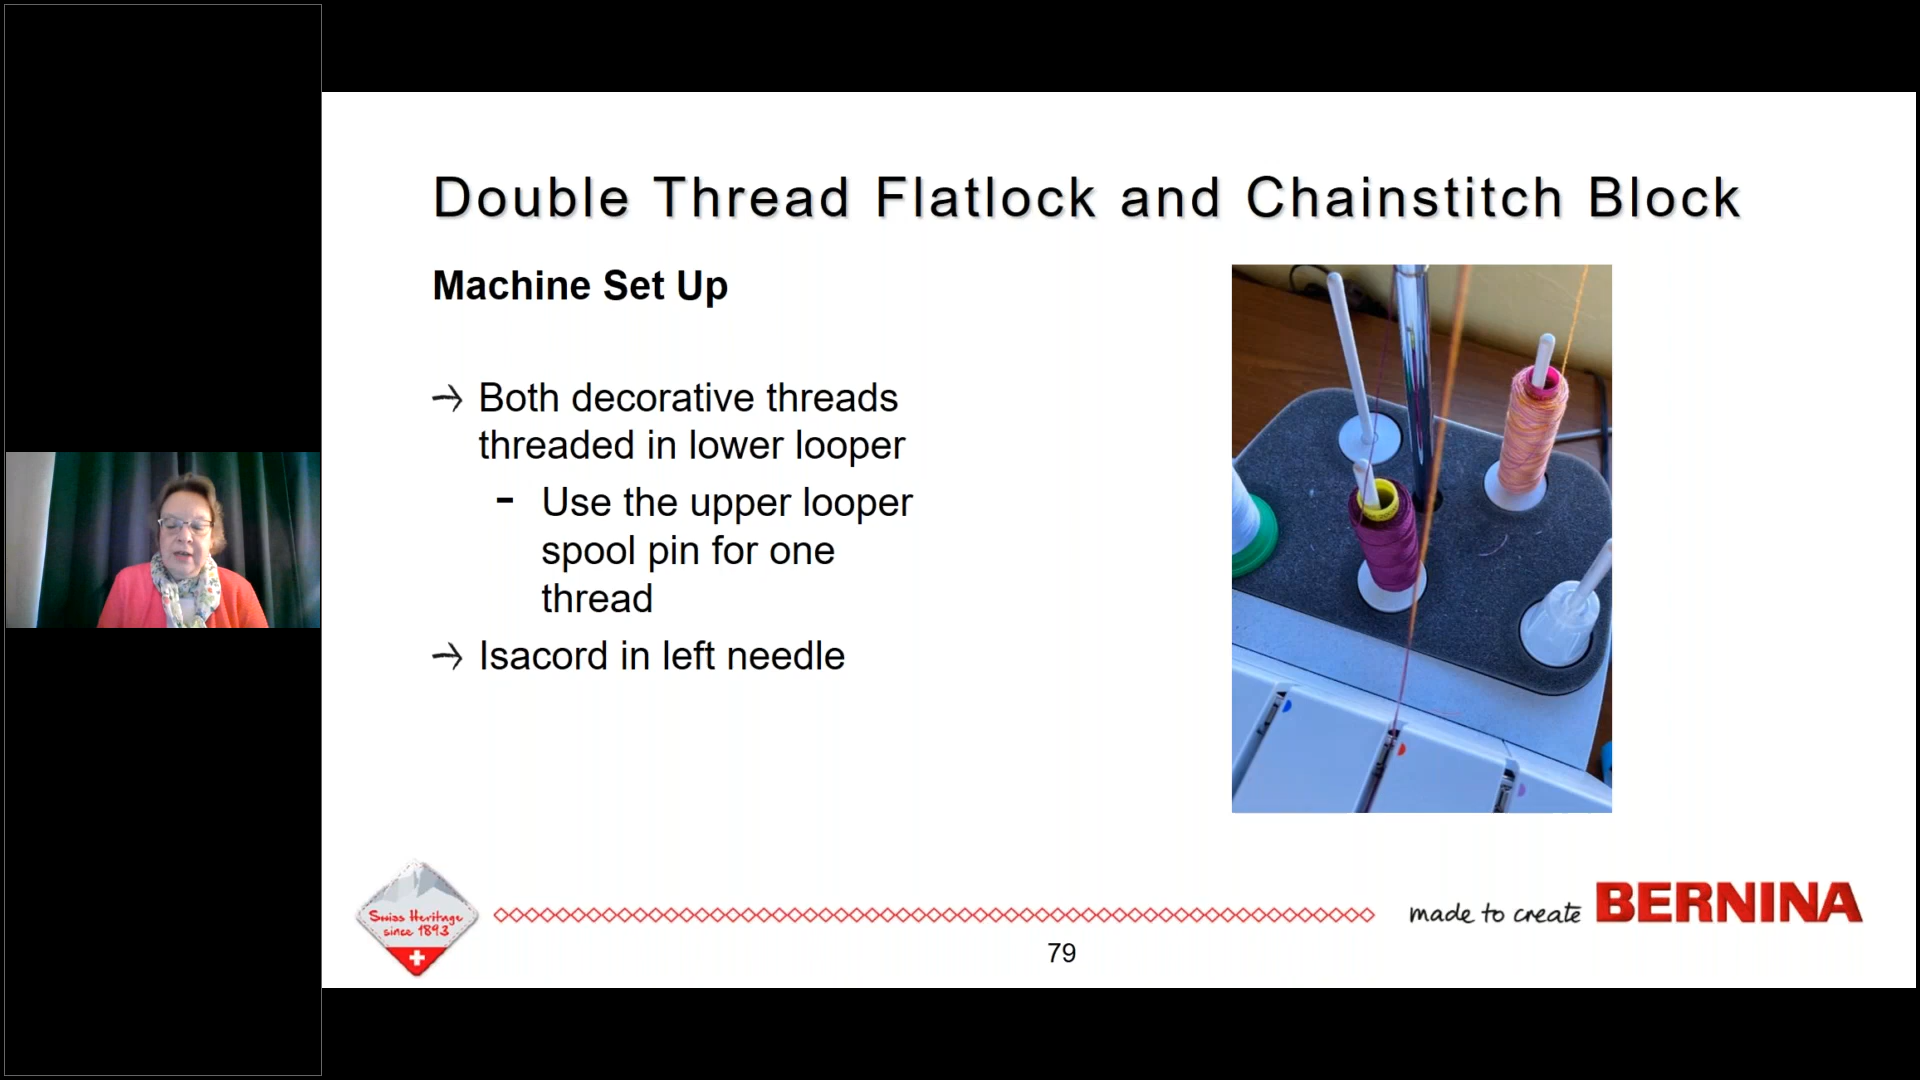 Double Thread Flatlock and Chainstitch Block
Machine Set Up
Both decorative threads
threaded in lower looper
- Use the upper looper
spool pin for one
thread
Isacord in left needle
Swiss Heritage
since 1893
made to create BERNINA
79